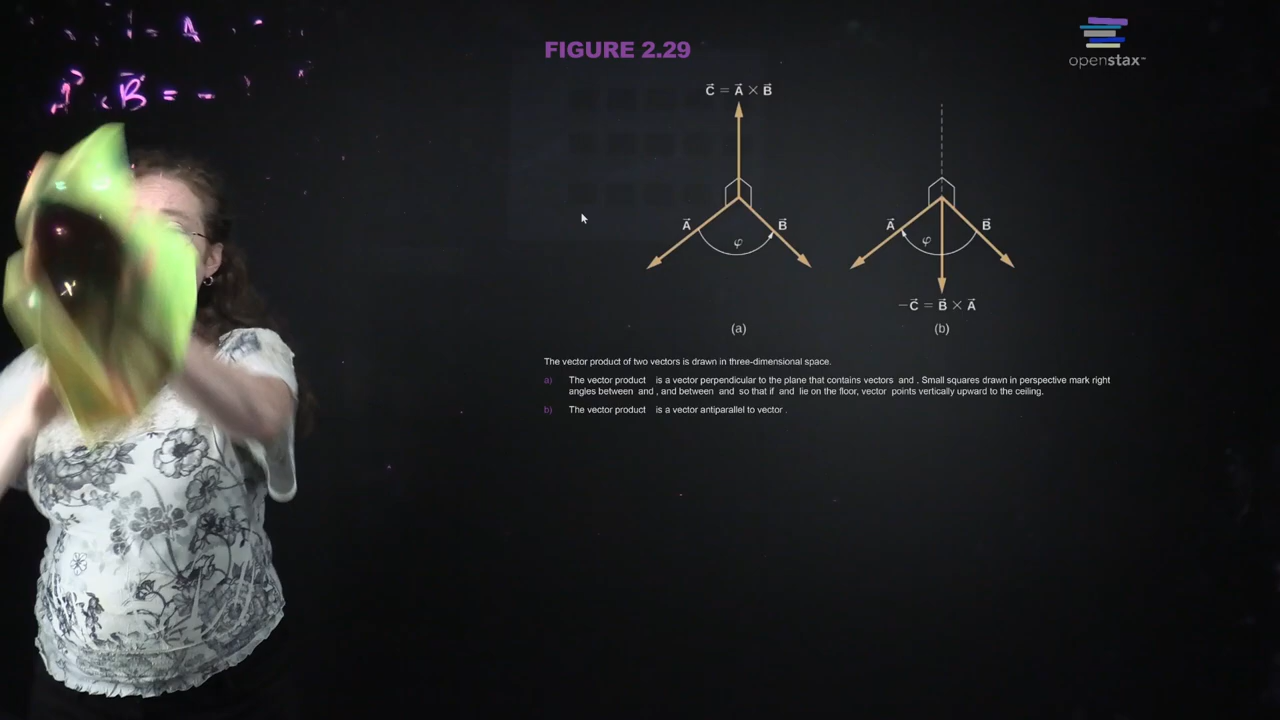 A
B⃗ = -
FIGURE 2.29
openstax™
C⃗ = A⃗ × B⃗
A⃗ B⃗ A⃗ B⃗
φ φ
−C⃗ = B⃗ × A⃗
(a) (b)
The vector product of two vectors is drawn in three-dimensional space.
a) The vector product is a vector perpendicular to the plane that contains vectors and . Small squares drawn in perspective mark right
angles between and , and between and so that if and lie on the floor, vector points vertically upward to the ceiling.
b) The vector product is a vector antiparallel to vector .